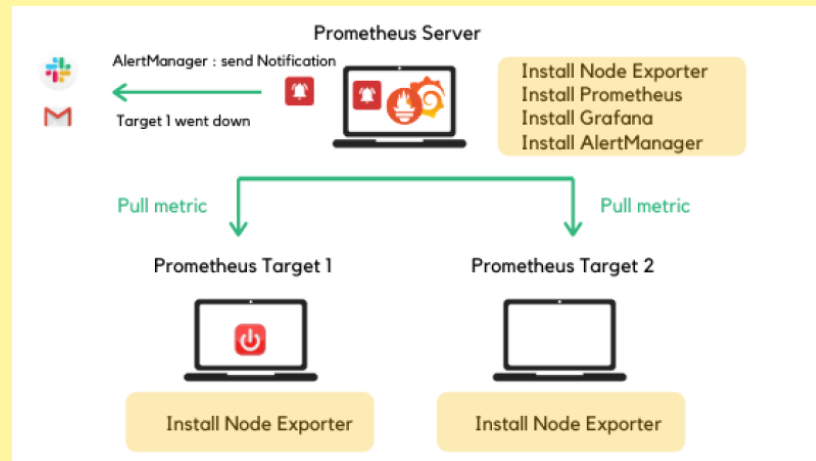 Prometheus Server
AlertManager : send Notification
Target 1 went down
Install Node Exporter
Install Prometheus
Install Grafana
Install AlertManager
Pull metric
Pull metric
Prometheus Target 1
Prometheus Target 2
Install Node Exporter
Install Node Exporter